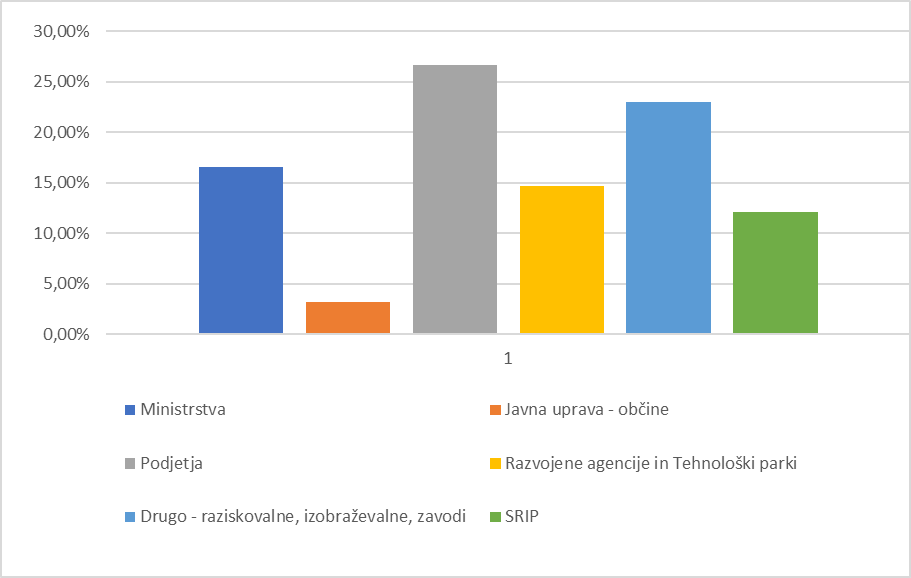 30,00%
25,00%
20,00%
15,00%
10,00%
5,00%
0,00%
1
Ministrstva
Javna uprava - občine
Podjetja
Razvojene agencije in Tehnološki parki
Drugo - raziskovalne, izobraževalne, zavodi
SRIP